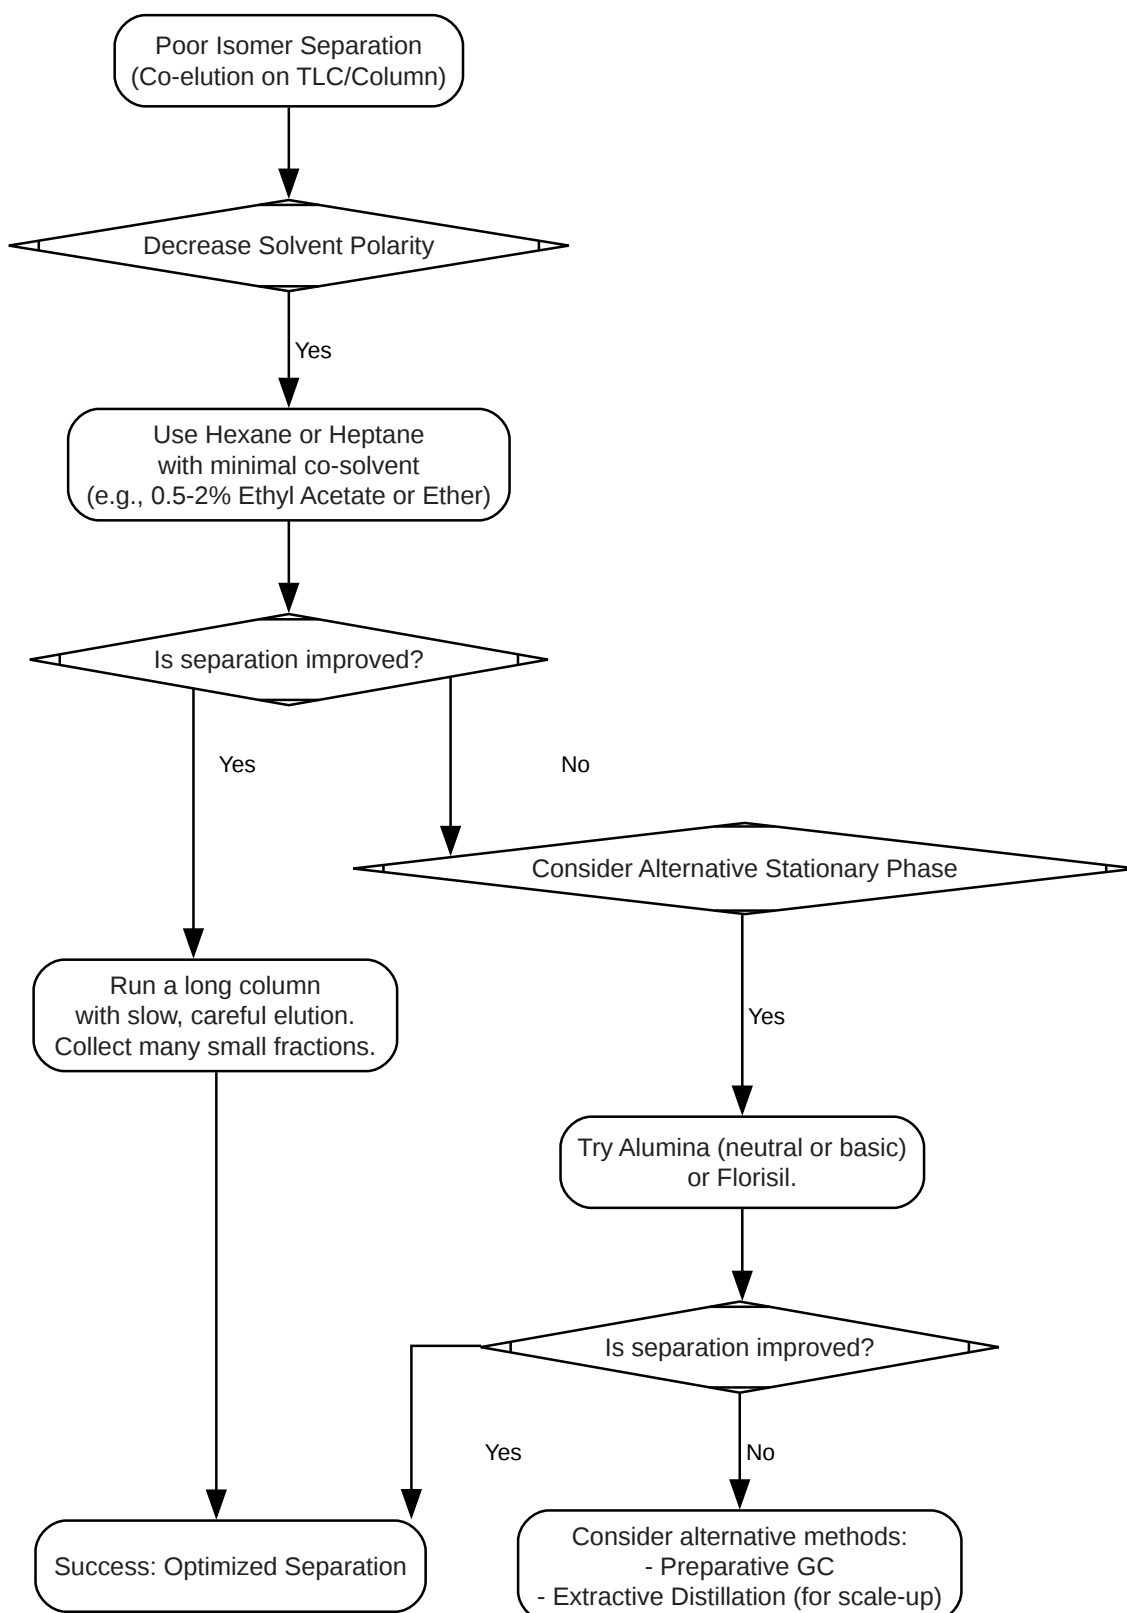 Poor Isomer Separation
(Co-elution on TLC/Column)
Decrease Solvent Polarity
Yes
Use Hexane or Heptane
with minimal co-solvent
(e.g., 0.5-2% Ethyl Acetate or Ether)
Is separation improved?
Yes
No
Consider Alternative Stationary Phase
Run a long column
with slow, careful elution.
Collect many small fractions.
Yes
Try Alumina (neutral or basic)
or Florisil.
Is separation improved?
Yes
No
Success: Optimized Separation
Consider alternative methods:
- Preparative GC
- Extractive Distillation (for scale-up)